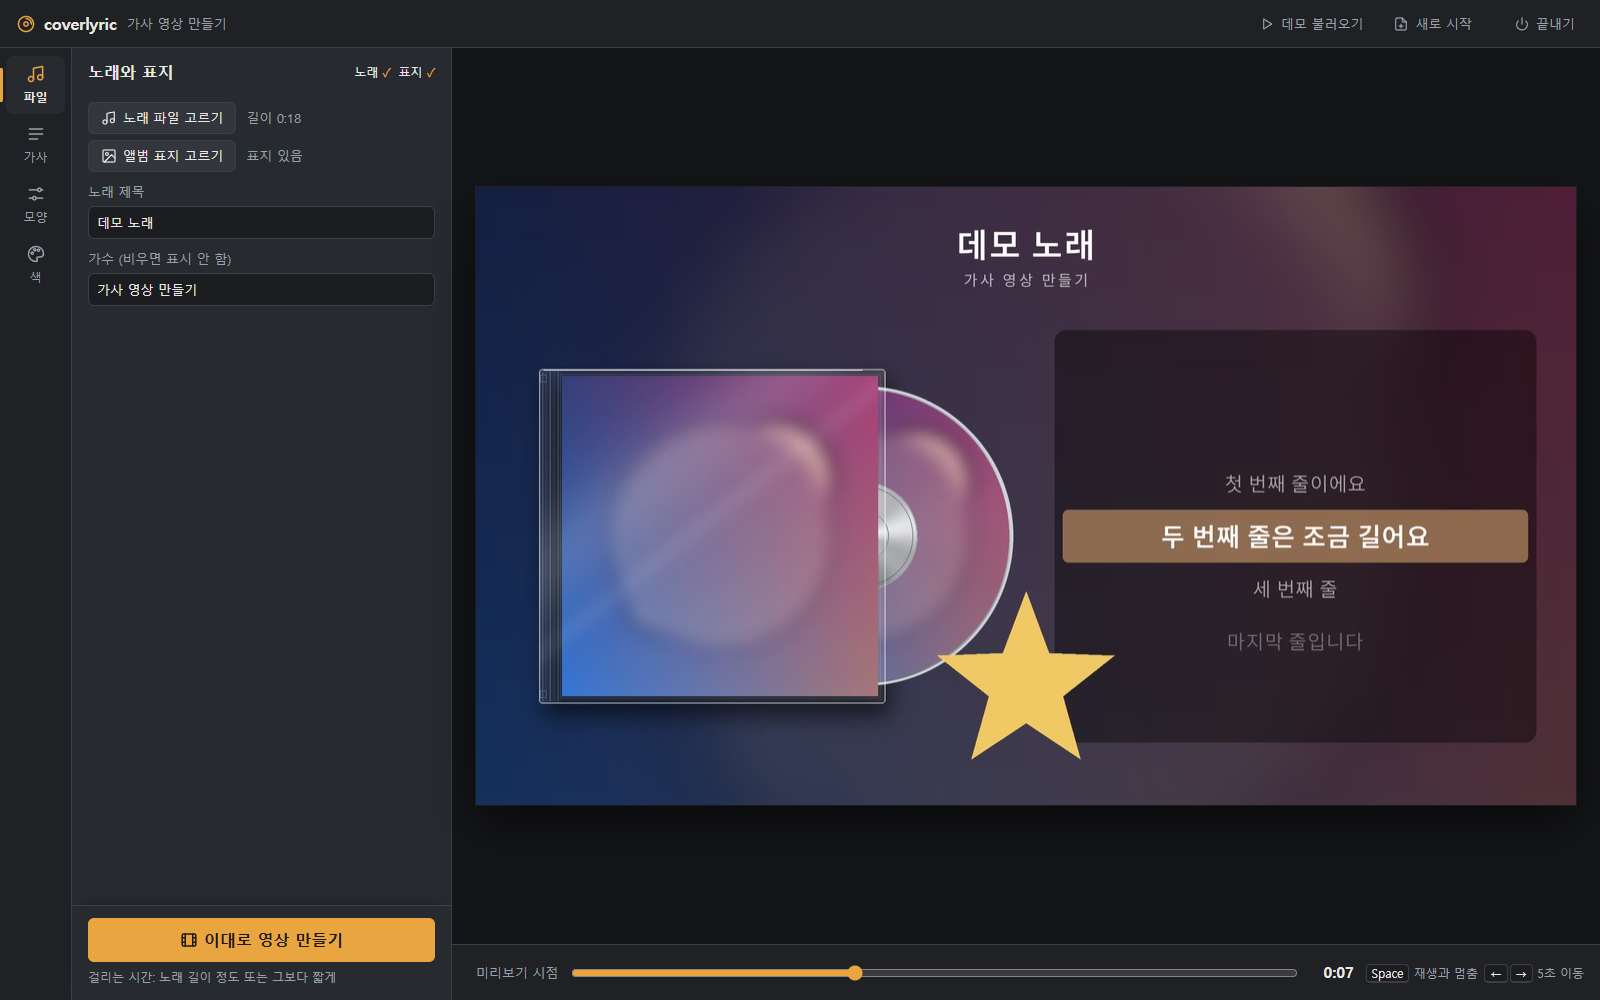 coverlyric 가사 영상 만들기
데모 불러오기
새로 시작
끝내기
파일
가사
모양
색
노래와 표지
노래 ✓ 표지 ✓
노래 파일 고르기
길이 0:18
앨범 표지 고르기
표지 있음
노래 제목
데모 노래
가수 (비우면 표시 안 함)
가사 영상 만들기
이대로 영상 만들기
걸리는 시간: 노래 길이 정도 또는 그보다 짧게
데모 노래
가사 영상 만들기
첫 번째 줄이에요
두 번째 줄은 조금 길어요
세 번째 줄
마지막 줄입니다
미리보기 시점
0:07
Space 재생과 멈춤 ← → 5초 이동